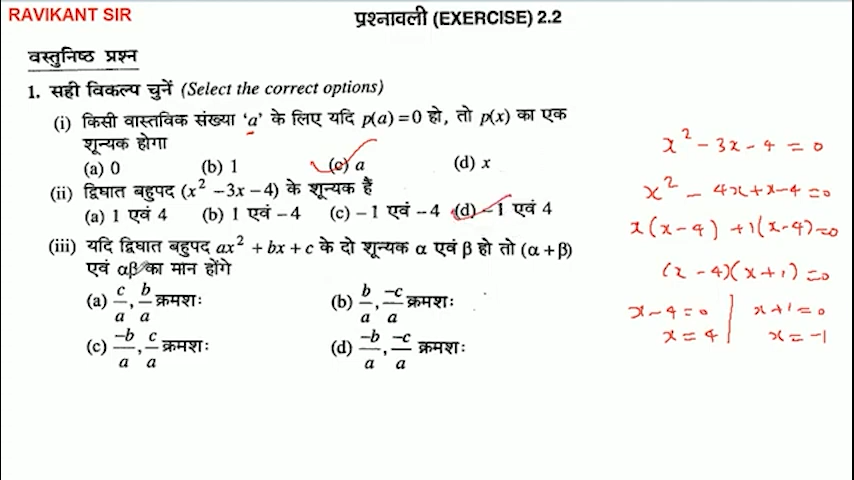 RAVIKANT SIR
प्रश्नावली (EXERCISE) 2.2
वस्तुनिष्ठ प्रश्न
1. सही विकल्प चुनें (Select the correct options)
(i) किसी वास्तविक संख्या 'a' के लिए यदि p(a) = 0 हो, तो p(x) का एक
शून्यक होगा
(a) 0 (b) 1 (c) a (d) x
(ii) द्विघात बहुपद (x² – 3x – 4) के शून्यक हैं
(a) 1 एवं 4 (b) 1 एवं – 4 (c) – 1 एवं – 4 (d) – 1 एवं 4
(iii) यदि द्विघात बहुपद ax² + bx + c के दो शून्यक α एवं β हो तो (α + β)
एवं αβ का मान होंगे
(a) c/a, b/a क्रमशः (b) b/a, –c/a क्रमशः
(c) –b/a, c/a क्रमशः (d) –b/a, –c/a क्रमशः
x² – 3x – 4 = 0
x² – 4x + x – 4 = 0
x(x – 4) + 1(x – 4) = 0
(x – 4)(x + 1) = 0
x – 4 = 0 | x + 1 = 0
x = 4 | x = –1